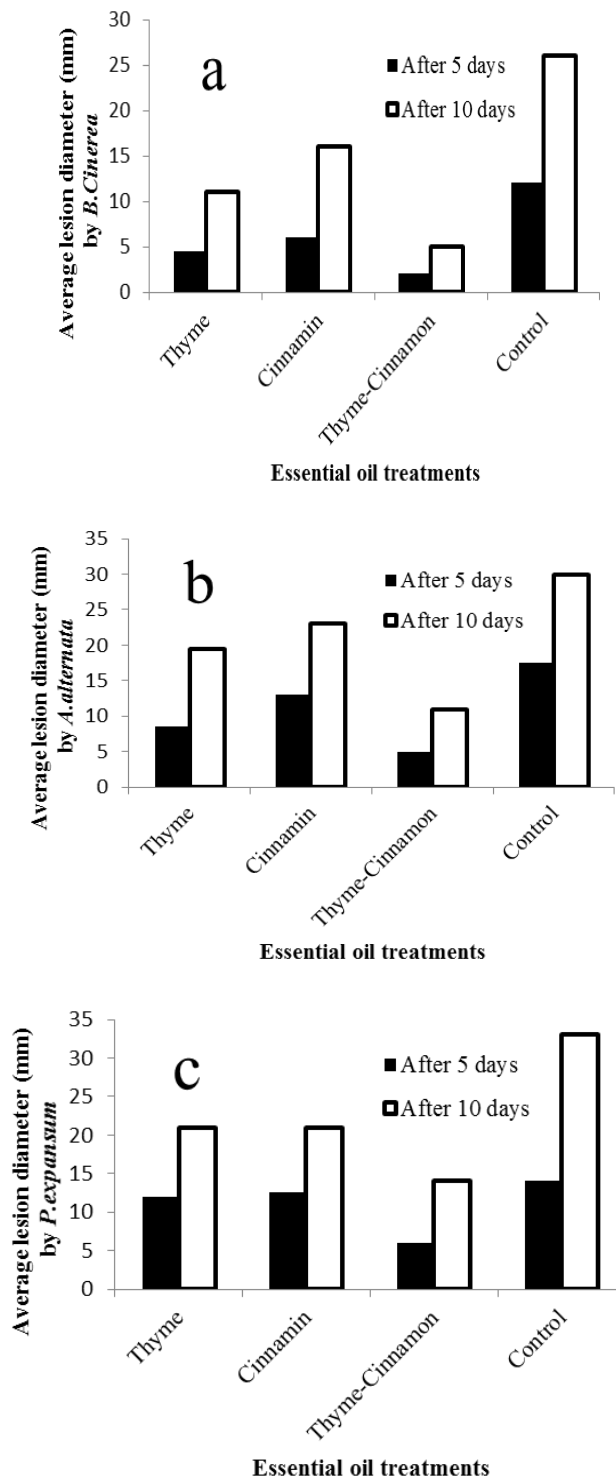 Average lesion diameter (mm)
by B.Cinerea
30
25
20
15
10
5
0
a
After 5 days
After 10 days
Thyme
Cinnamin
Thyme-Cinnamon
Control
Essential oil treatments
Average lesion diameter (mm)
by A.alternata
35
30
25
20
15
10
5
0
b
After 5 days
After 10 days
Thyme
Cinnamin
Thyme-Cinnamon
Control
Essential oil treatments
Average lesion diameter (mm)
by P.expansum
35
30
25
20
15
10
5
0
c
After 5 days
After 10 days
Thyme
Cinnamin
Thyme-Cinnamon
Control
Essential oil treatments